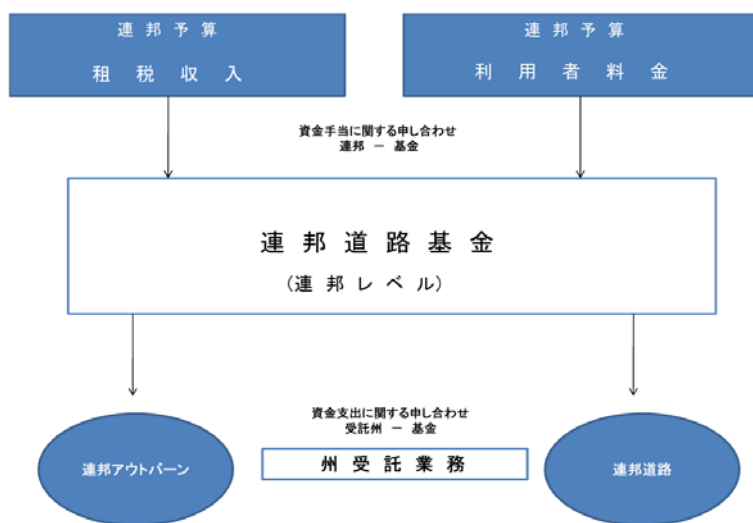 連邦予算
租税収入
連邦予算
利用者料金
資金手当に関する申し合わせ
連邦 － 基金
連邦道路基金
(連邦レベル)
資金支出に関する申し合わせ
受託州 － 基金
連邦アウトバーン
州受託業務
連邦道路